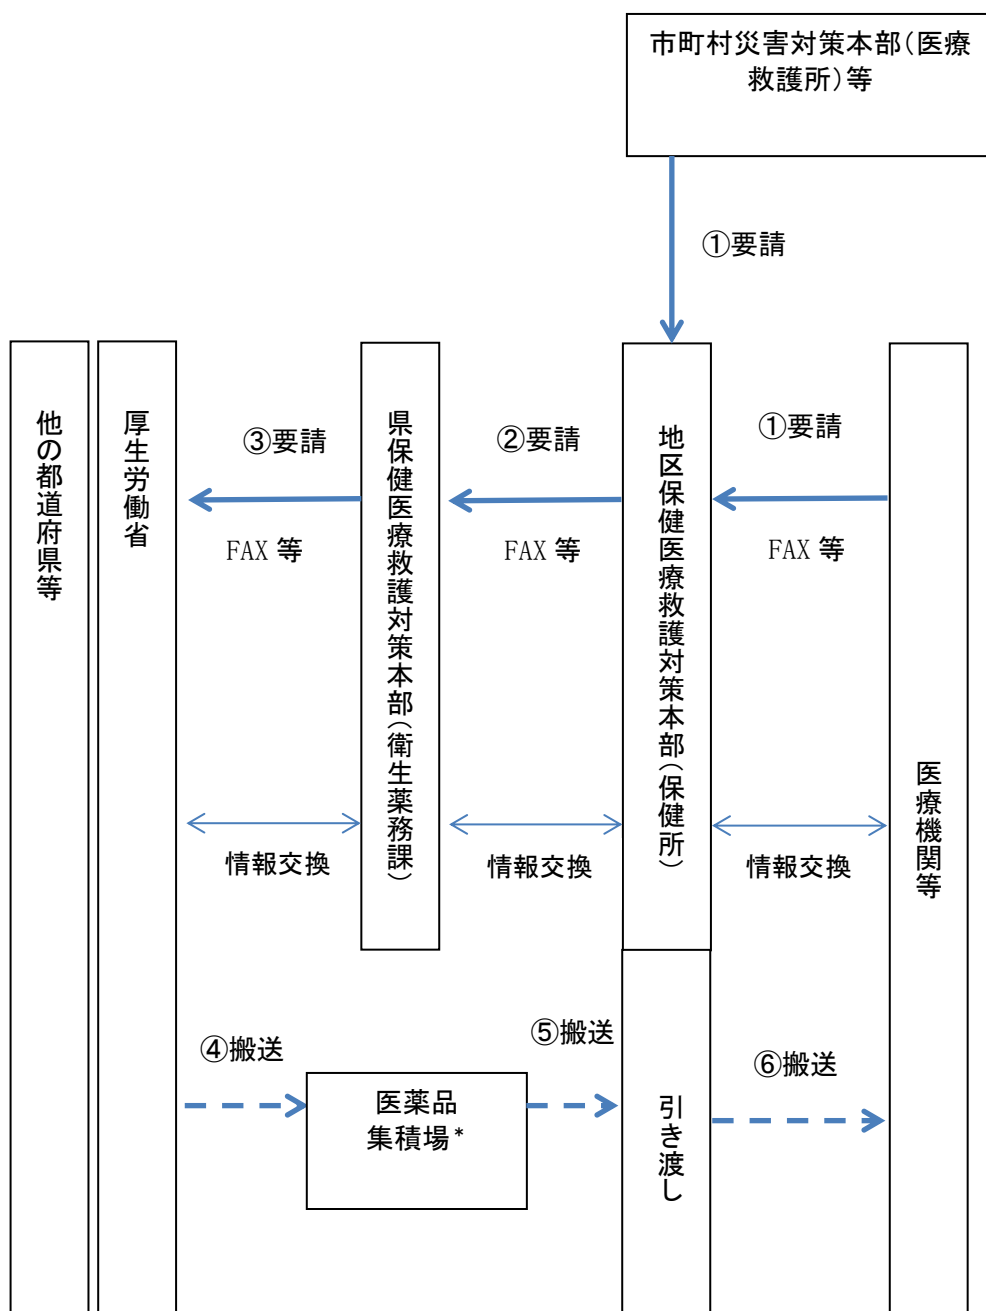 市町村災害対策本部（医療
救護所）等
①要請
他の都道府県等
厚生労働省
③要請
FAX 等
県保健医療救護対策本部（衛生薬務課）
②要請
FAX 等
地区保健医療救護対策本部（保健所）
①要請
FAX 等
医療機関等
情報交換
情報交換
情報交換
④搬送
医薬品
集積場*
⑤搬送
引き渡し
⑥搬送